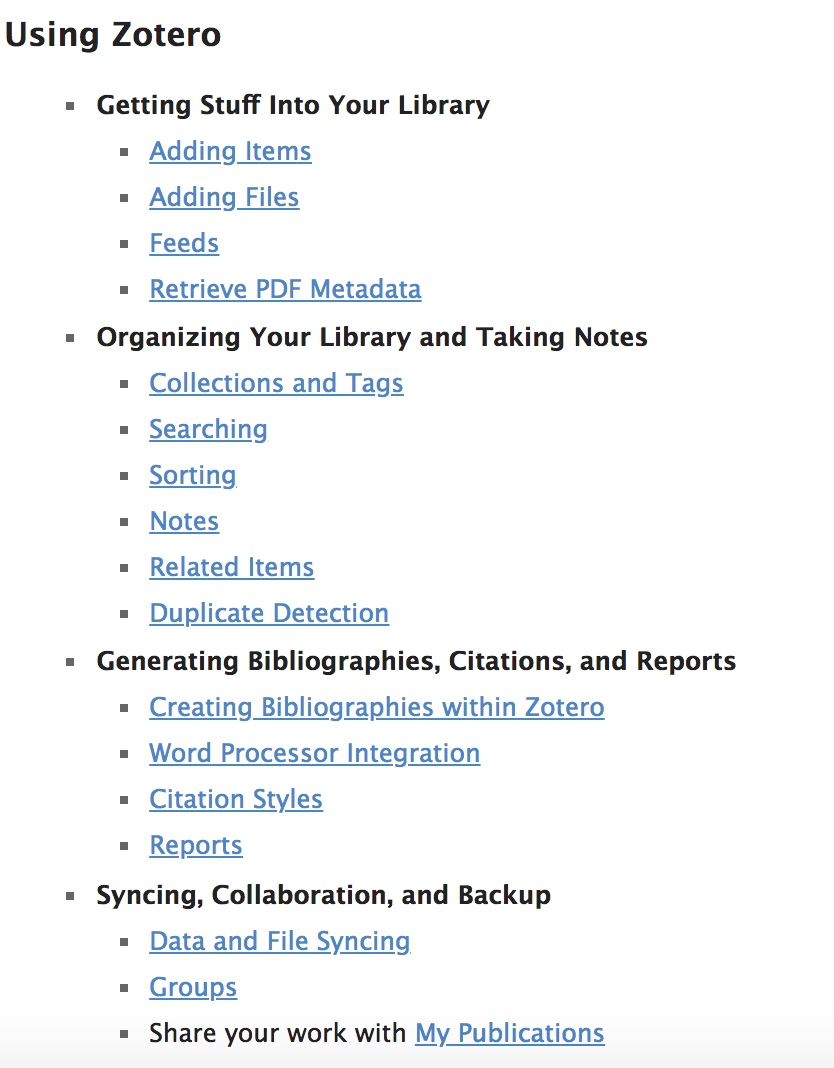 Using Zotero
Getting Stuff Into Your Library
Adding Items
Adding Files
Feeds
Retrieve PDF Metadata
Organizing Your Library and Taking Notes
Collections and Tags
Searching
Sorting
Notes
Related Items
Duplicate Detection
Generating Bibliographies, Citations, and Reports
Creating Bibliographies within Zotero
Word Processor Integration
Citation Styles
Reports
Syncing, Collaboration, and Backup
Data and File Syncing
Groups
Share your work with My Publications